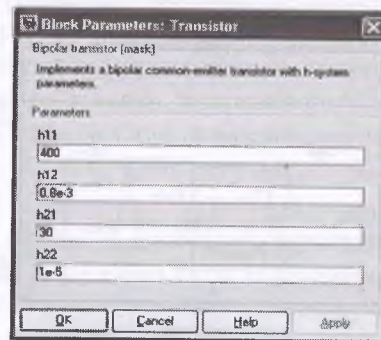 Block Parameters: Transistor
Bipolar transistor (mask)
Implements a bipolar common-emitter transistor with h-system
parameters.
Parameters
h11
400
h12
0.8e-3
h21
30
h22
1e-5
OK Cancel Help Apply